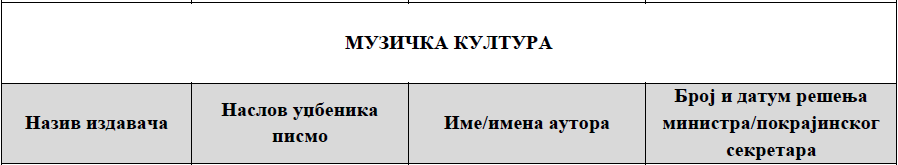 МУЗИЧКА КУЛТУРА
Назив издавача
Наслов уџбеника
писмо
Име/имена аутора
Број и датум решења
министра/покрајинског
секретара